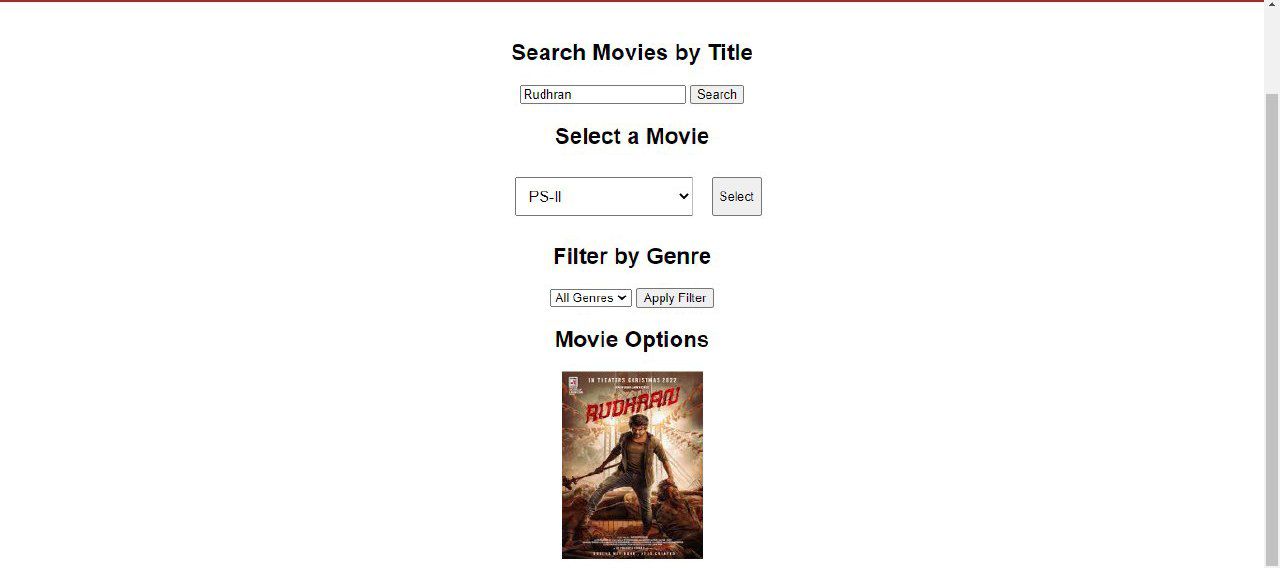 Search Movies by Title
Rudhran Search
Select a Movie
PS-II Select
Filter by Genre
All Genres Apply Filter
Movie Options
IN THEATERS CHRISTMAS 2022
RUDHRAN